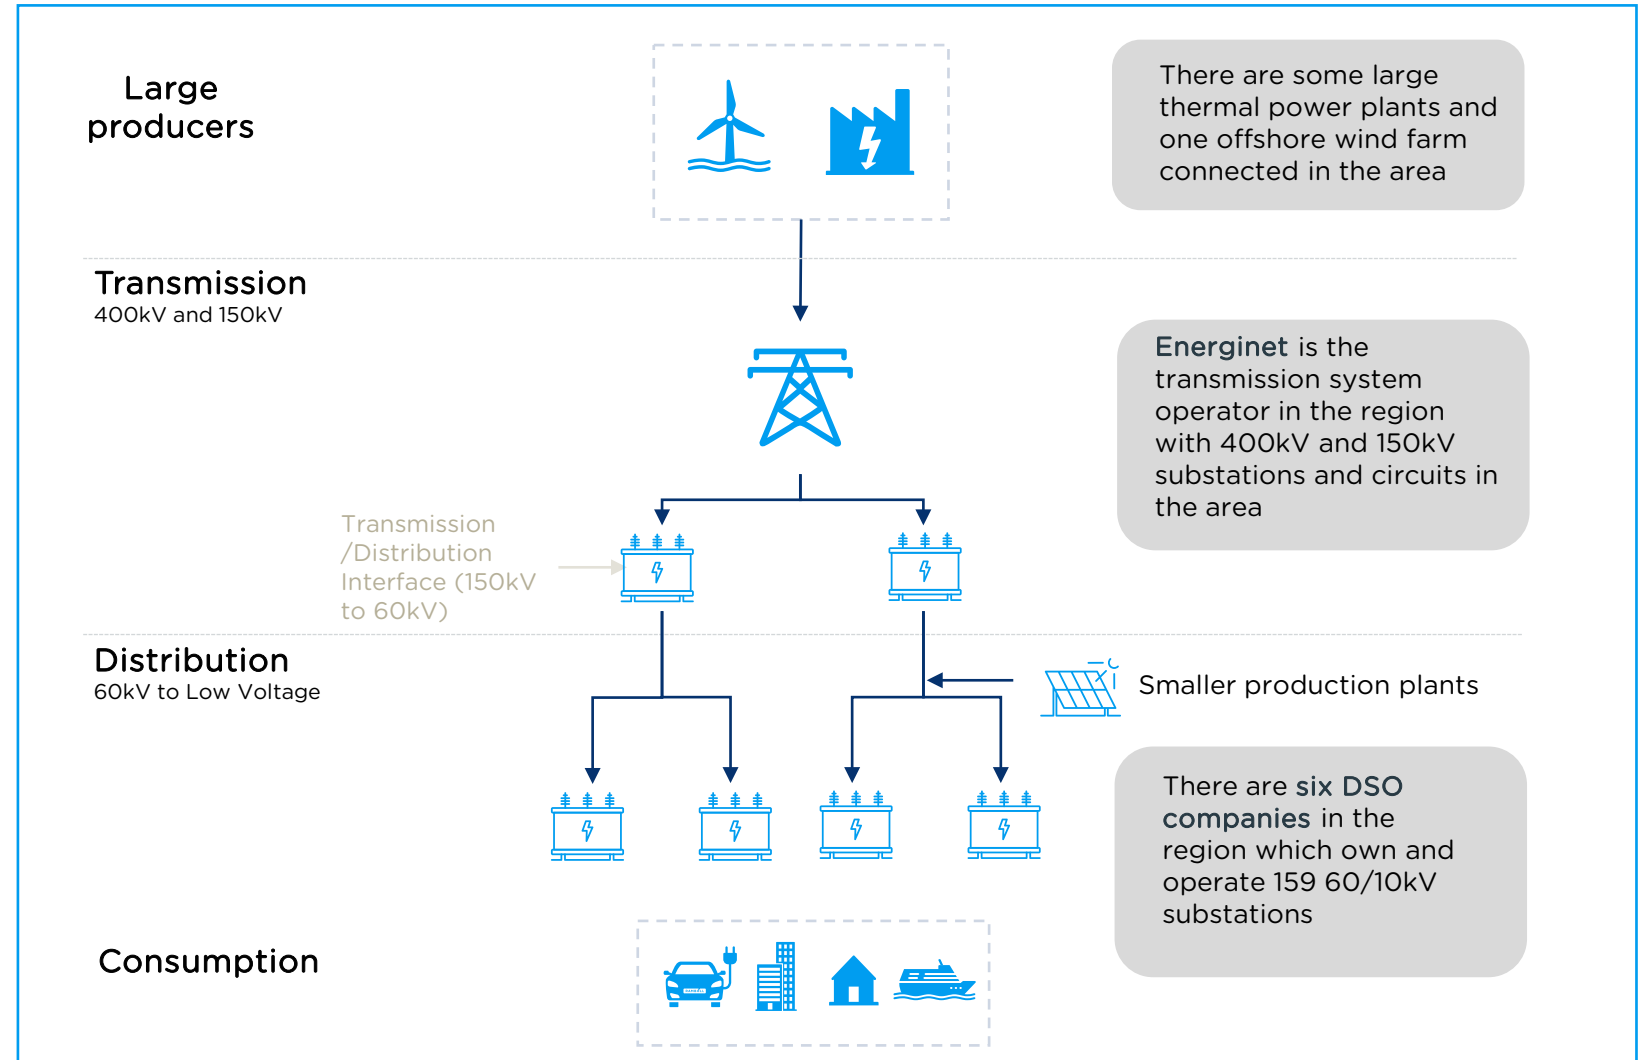 Large
producers
There are some large
thermal power plants and
one offshore wind farm
connected in the area
Transmission
400kV and 150kV
Energinet is the
transmission system
operator in the region
with 400kV and 150kV
substations and circuits in
the area
Transmission
/Distribution
Interface (150kV
to 60kV)
Distribution
60kV to Low Voltage
Smaller production plants
There are six DSO
companies in the
region which own and
operate 159 60/10kV
substations
Consumption